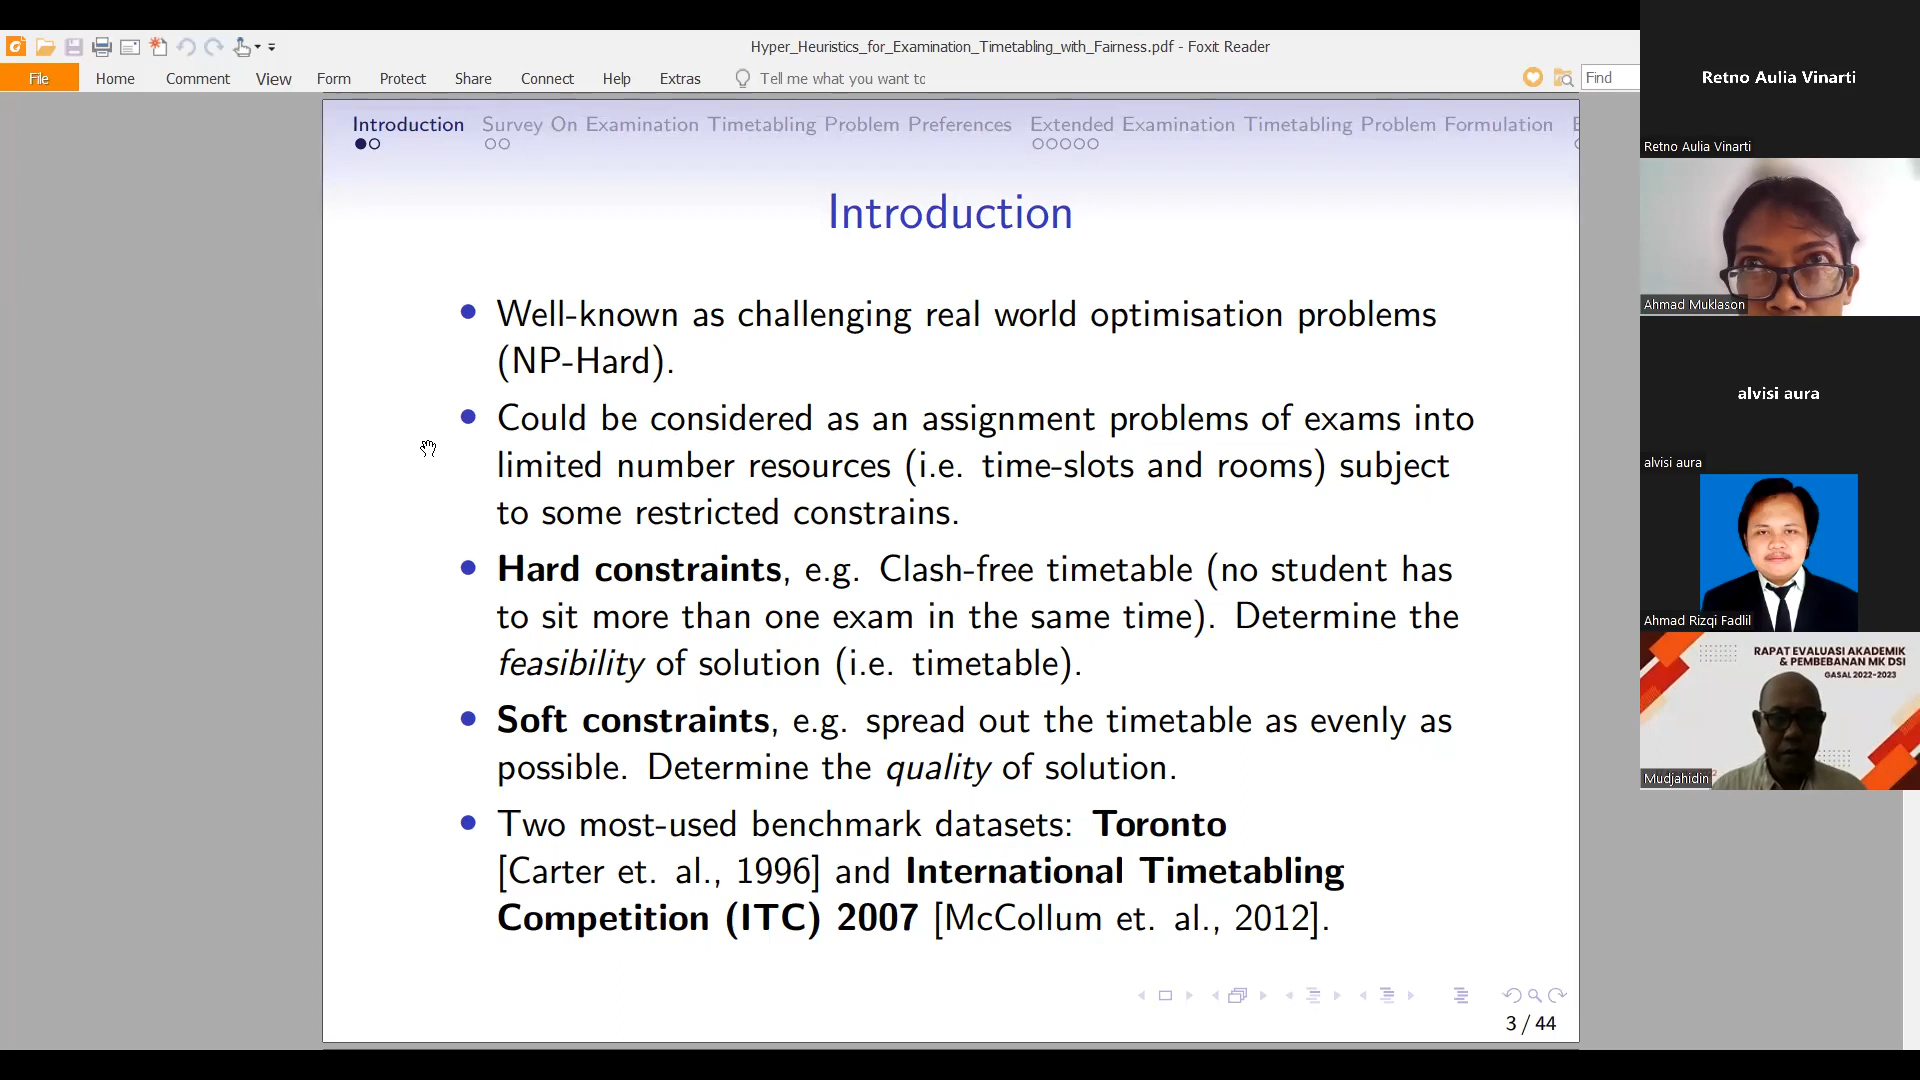 Hyper_Heuristics_for_Examination_Timetabling_with_Fairness.pdf - Foxit Reader
File Home Comment View Form Protect Share Connect Help Extras Tell me what you want to Find
Introduction Survey On Examination Timetabling Problem Preferences Extended Examination Timetabling Problem Formulation
Introduction
Well-known as challenging real world optimisation problems
(NP-Hard).
Could be considered as an assignment problems of exams into
limited number resources (i.e. time-slots and rooms) subject
to some restricted constrains.
Hard constraints, e.g. Clash-free timetable (no student has
to sit more than one exam in the same time). Determine the
feasibility of solution (i.e. timetable).
Soft constraints, e.g. spread out the timetable as evenly as
possible. Determine the quality of solution.
Two most-used benchmark datasets: Toronto
[Carter et. al., 1996] and International Timetabling
Competition (ITC) 2007 [McCollum et. al., 2012].
3 / 44
Retno Aulia Vinarti
Retno Aulia Vinarti
Ahmad Muklason
alvisi aura
alvisi aura
Ahmad Rizqi Fadlil
RAPAT EVALUASI AKADEMIK
& PEMBEBANAN MK DSI
GASAL 2022-2023
Mudjahidin